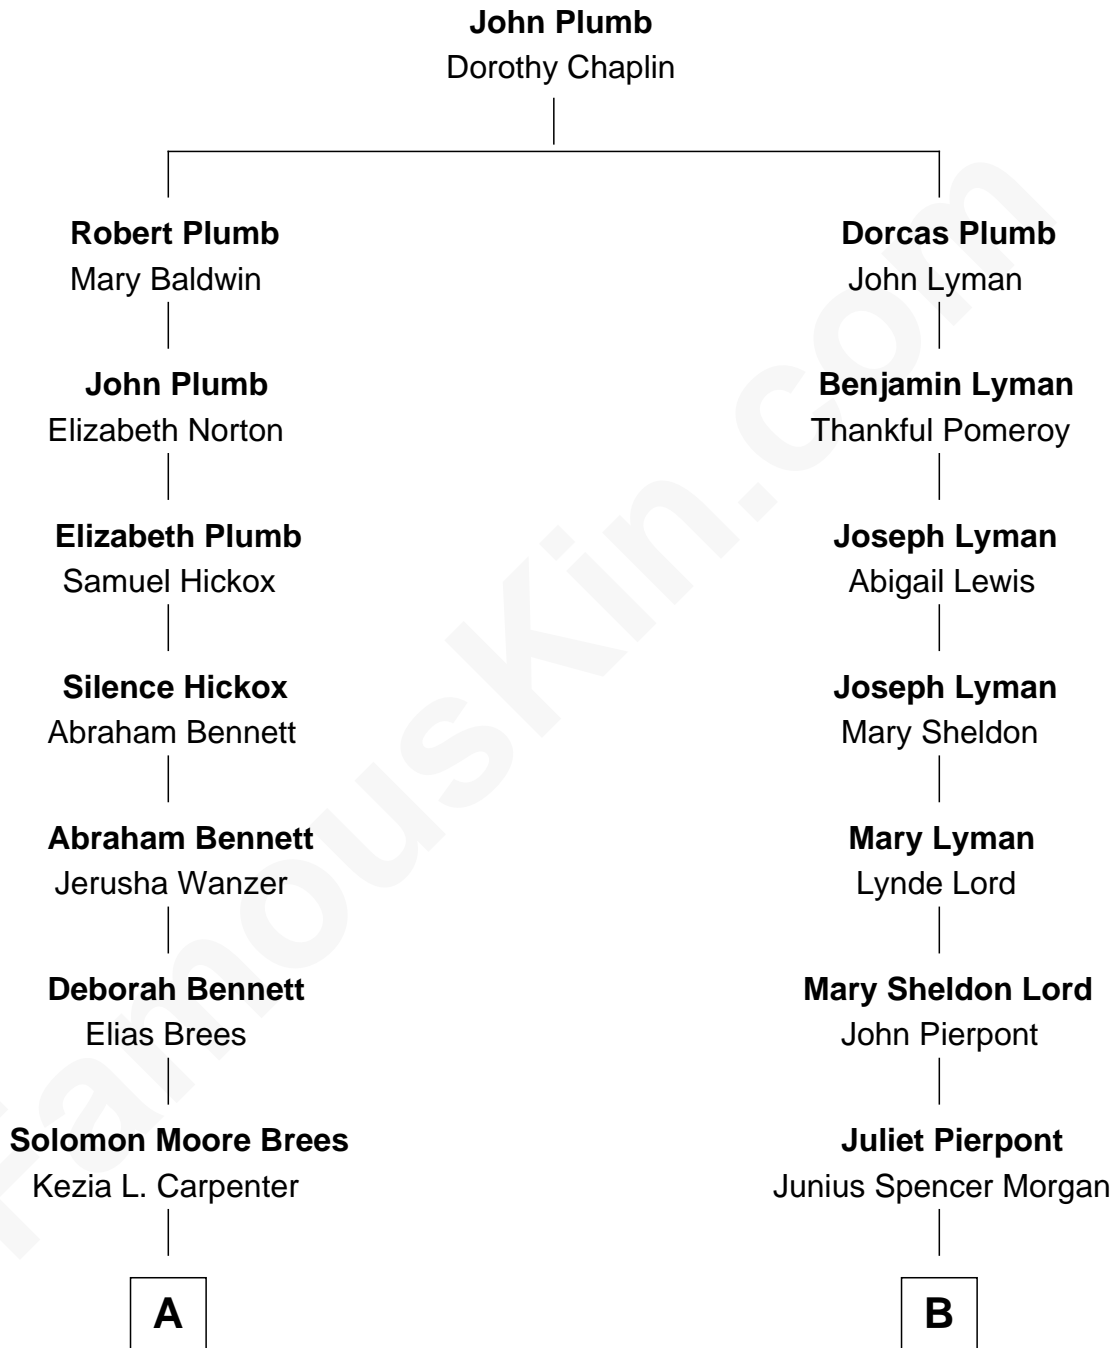 John Plumb
Dorothy Chaplin
Robert Plumb
Mary Baldwin
Dorcas Plumb
John Lyman
John Plumb
Elizabeth Norton
Benjamin Lyman
Thankful Pomeroy
Elizabeth Plumb
Samuel Hickox
Joseph Lyman
Abigail Lewis
Silence Hickox
Abraham Bennett
Joseph Lyman
Mary Sheldon
Abraham Bennett
Jerusha Wanzer
Mary Lyman
Lynde Lord
Deborah Bennett
Elias Brees
Mary Sheldon Lord
John Pierpont
Solomon Moore Brees
Kezia L. Carpenter
Juliet Pierpont
Junius Spencer Morgan
A
B
FamousKin.com